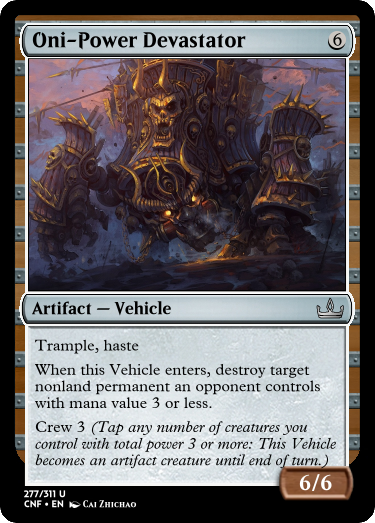 Oni-Power Devastator 6
Artifact — Vehicle
Trample, haste
When this Vehicle enters, destroy target
nonland permanent an opponent controls
with mana value 3 or less.
Crew 3 (Tap any number of creatures you
control with total power 3 or more: This Vehicle
becomes an artifact creature until end of turn.)
6/6
277/311 U
CNF • EN Cai Zhichao